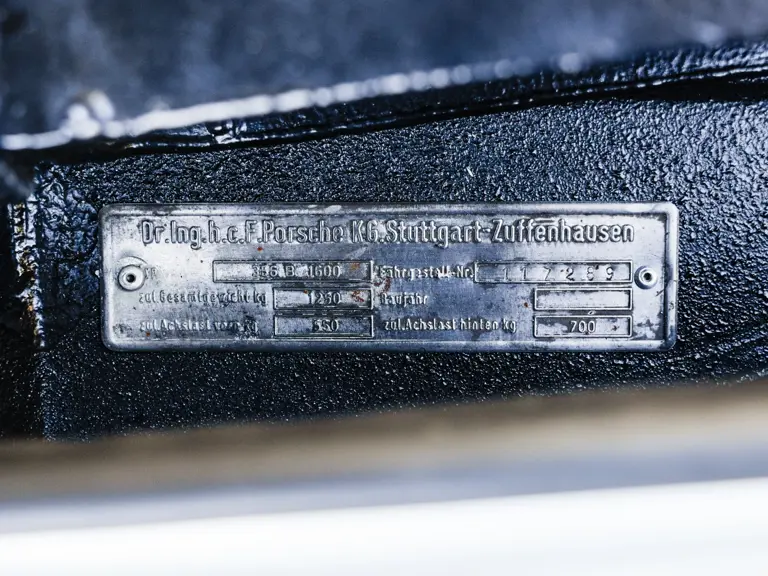 Dr.Ing.h.c.F.Porsche KG.Stuttgart-Zuffenhausen
356 B 1600 Fahrgestell-Nr. 117269
zul.Gesamtgewicht kg 1250 Baujahr
zul.Achslast vorn kg 550 zul.Achslast hinten kg 700